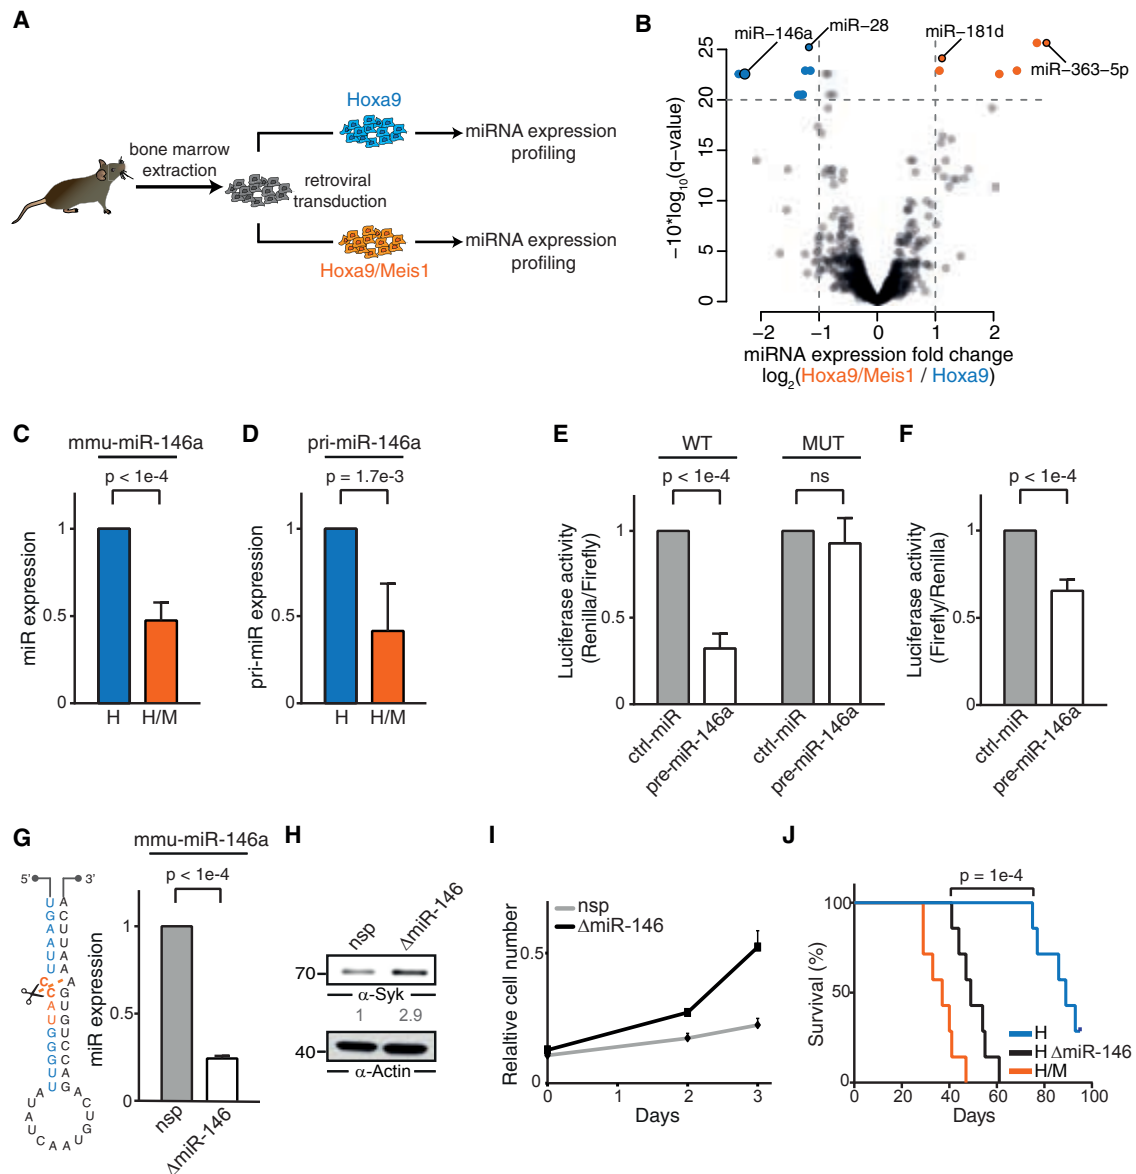 A
Hoxa9
bone marrow
extraction
miRNA expression
profiling
retroviral
transduction
miRNA expression
profiling
Hoxa9/Meis1
B
miR−146a
miR−28
miR−181d
miR−363−5p
−10*log10(q−value)
25
20
15
10
5
0
−2 −1 0 1 2
miRNA expression fold change
log2(Hoxa9/Meis1 / Hoxa9)
C
mmu-miR-146a
p < 1e-4
miR expression
1
0.5
0
H H/M
D
pri-miR-146a
p = 1.7e-3
pri-miR expression
1
0.5
0
H H/M
E
WT MUT
p < 1e-4 ns
Luciferase activity
(Renilla/Firefly)
1
0.5
0
ctrl-miR pre-miR-146a ctrl-miR pre-miR-146a
F
p < 1e-4
Luciferase activity
(Firefly/Renilla)
1
0.5
0
ctrl-miR pre-miR-146a
G
5' 3'
mmu-miR-146a
p < 1e-4
miR expression
1
0.5
0
nsp ΔmiR-146
H
nsp ΔmiR-146
70
α-Syk
1 2.9
40
α-Actin
I
nsp
ΔmiR-146
Relative cell number
0.5
0
0 2 3
Days
J
p = 1e-4
Survival (%)
100
50
0
H
H ΔmiR-146
H/M
0 20 40 60 80 100
Days